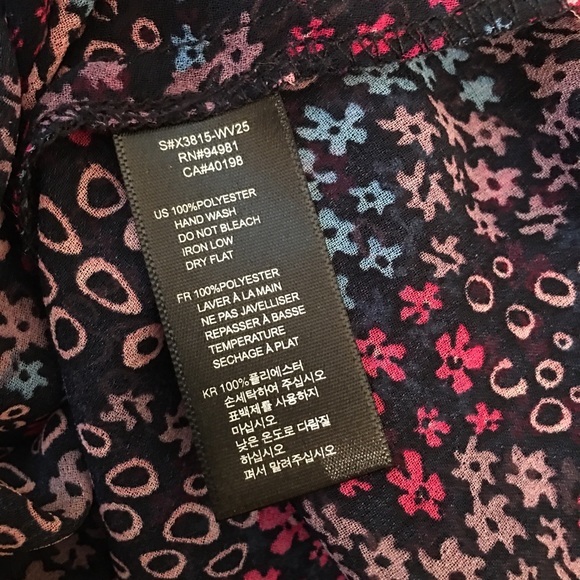 S#X3815-WV25
RN#94981
CA#40198
US 100%POLYESTER
HAND WASH
DO NOT BLEACH
IRON LOW
DRY FLAT
FR 100%POLYESTER
LAVER À LA MAIN
NE PAS JAVELLISER
REPASSER À BASSE
TEMPERATURE
SECHAGE À PLAT
KR 100%폴리에스터
손세탁하여 주십시오
표백제를 사용하지
마십시오
낮은 온도로 다림질
하십시오
펴서 말려주십시오